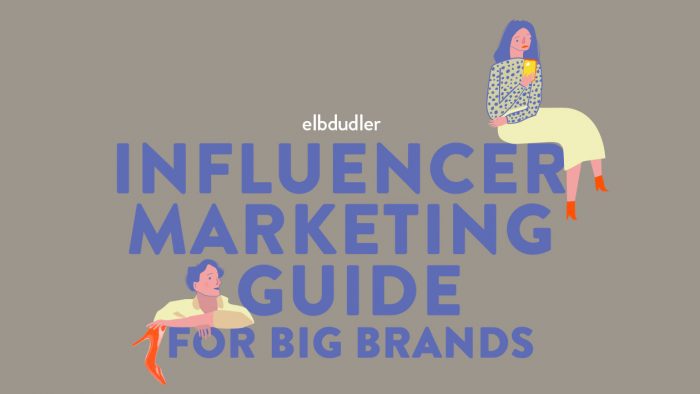 elbdudler
INFLUENCER
MARKETING
GUIDE
FOR BIG BRANDS